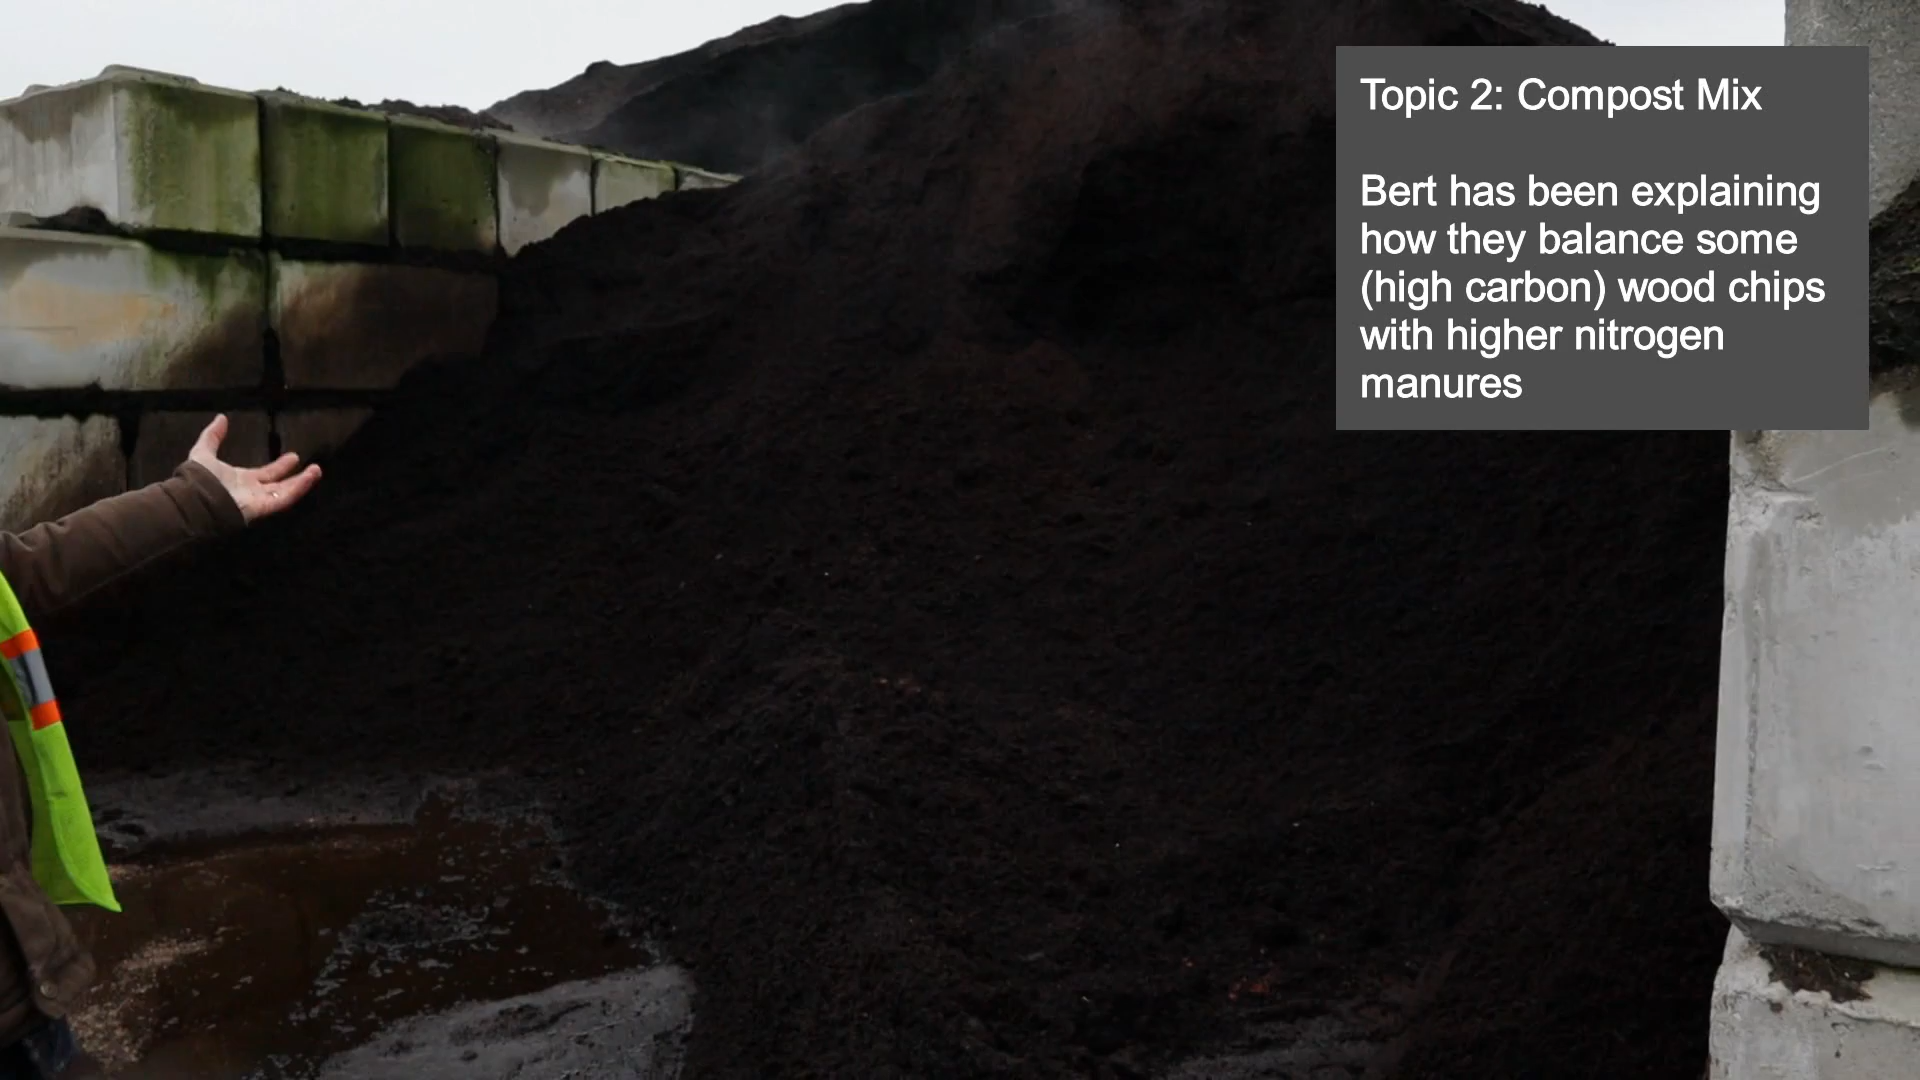 Topic 2: Compost Mix
Bert has been explaining
how they balance some
(high carbon) wood chips
with higher nitrogen
manures